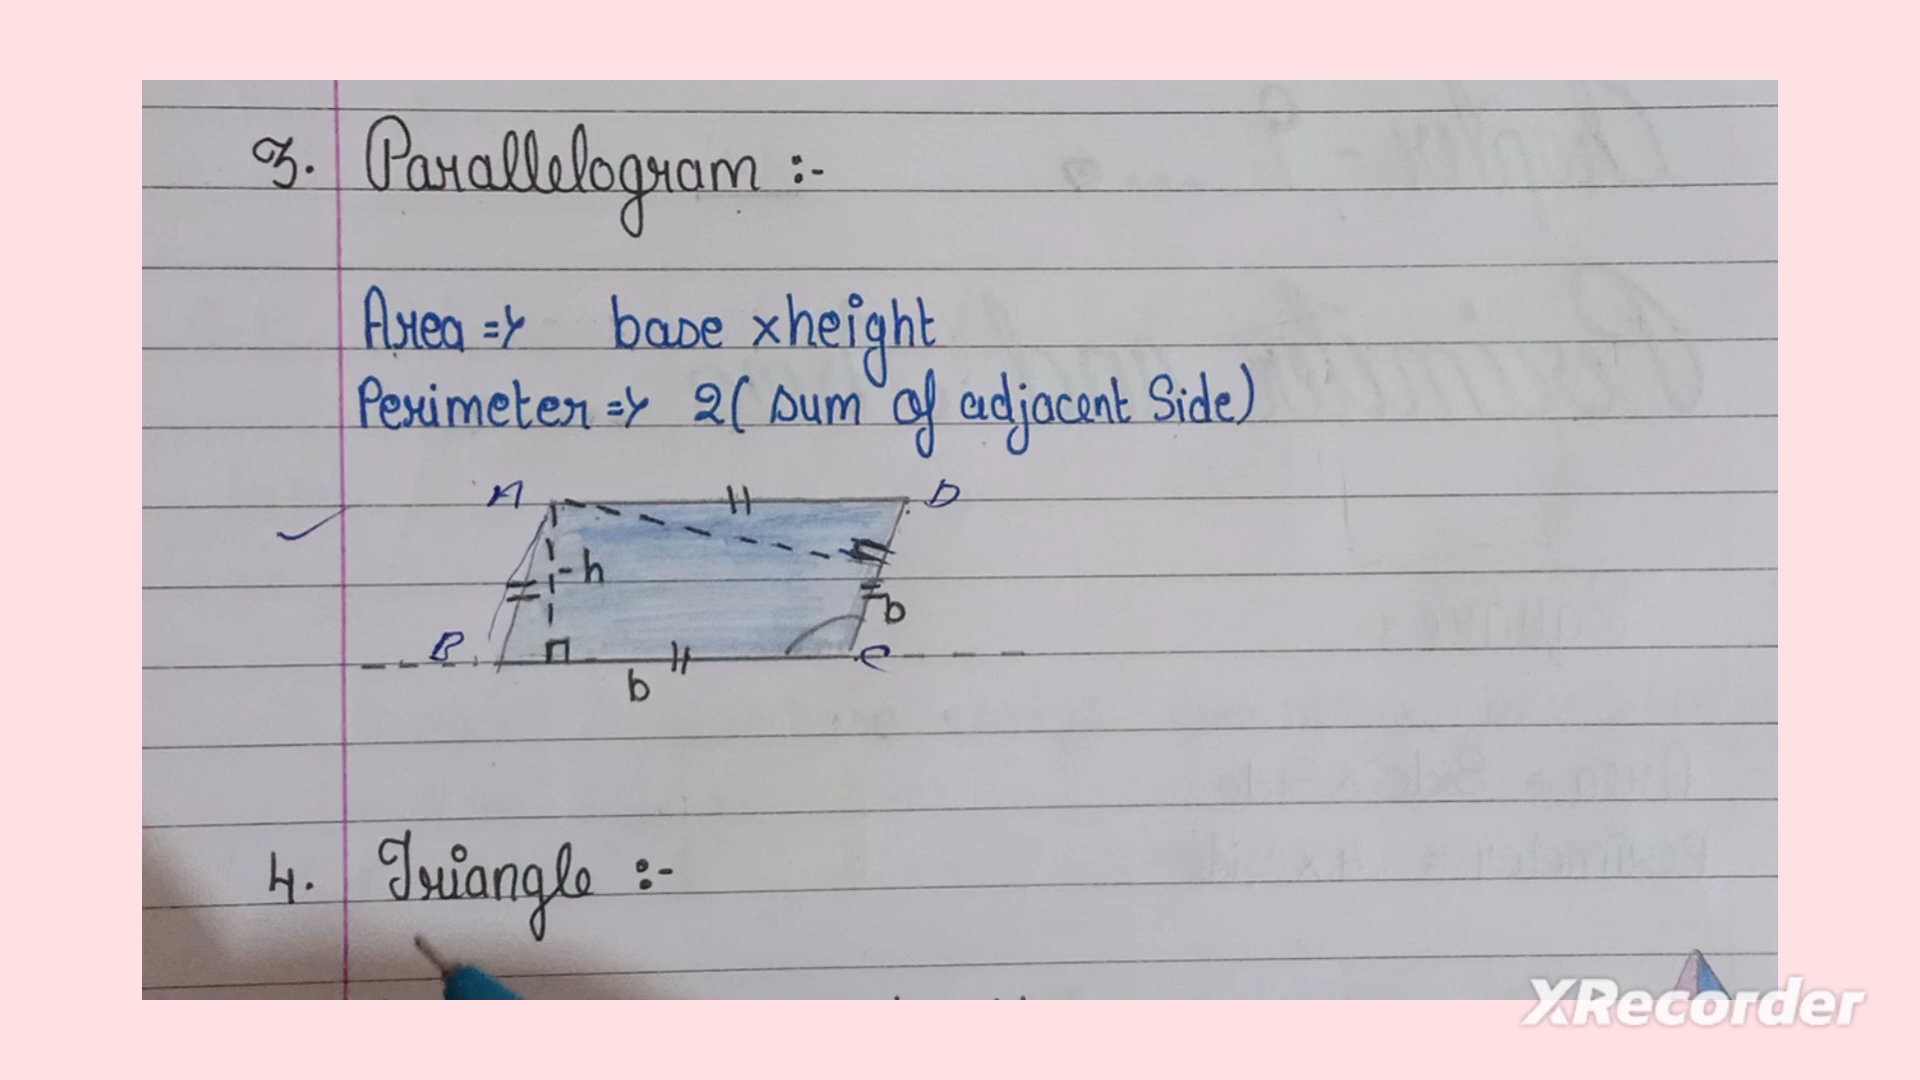 3. Parallelogram :-
Area => base x height
Perimeter => 2( sum of adjacent Side)
A
D
h
b
B
C
b
4. Triangle :-
XRecorder